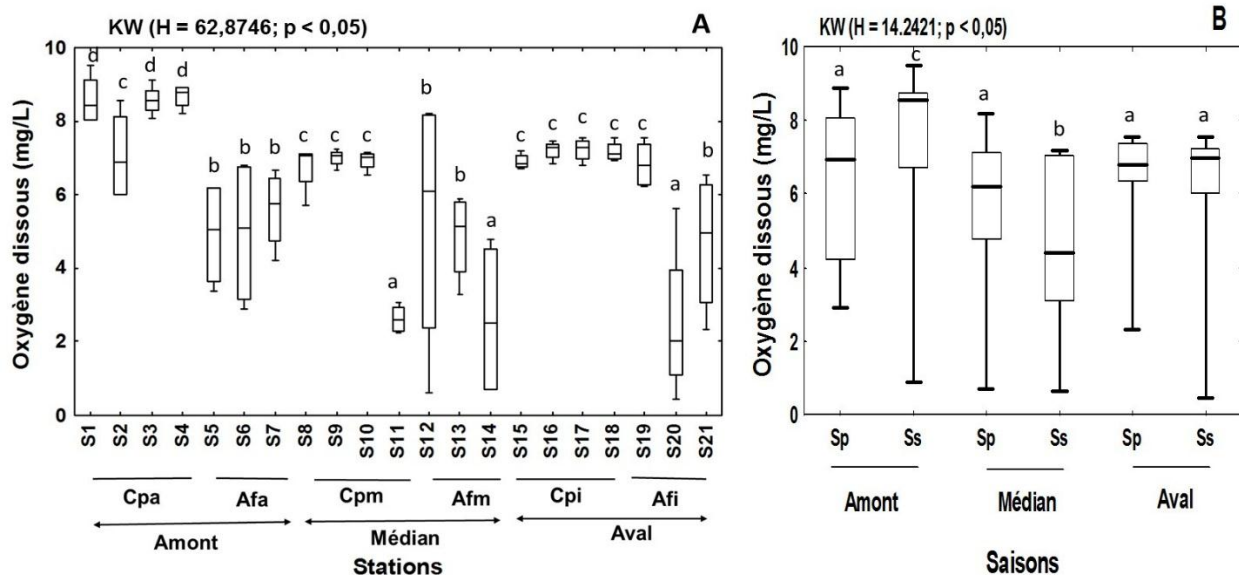 KW (H = 62,8746; p < 0,05)
A
Oxygène dissous (mg/L)
10
8
6
4
2
0
d
c
d
d
b
b
b
c
c
c
a
b
b
a
c
c
c
c
c
a
b
S1 S2 S3 S4 S5 S6 S7 S8 S9 S10 S11 S12 S13 S14 S15 S16 S17 S18 S19 S20 S21
Cpa Afa Cpm Afm Cpi Afi
Amont Médian Aval
Stations
KW (H = 14.2421; p < 0,05)
B
Oxygène dissous (mg/L)
10
8
6
4
2
0
a
c
a
b
a
a
Sp Ss Sp Ss Sp Ss
Amont Médian Aval
Saisons